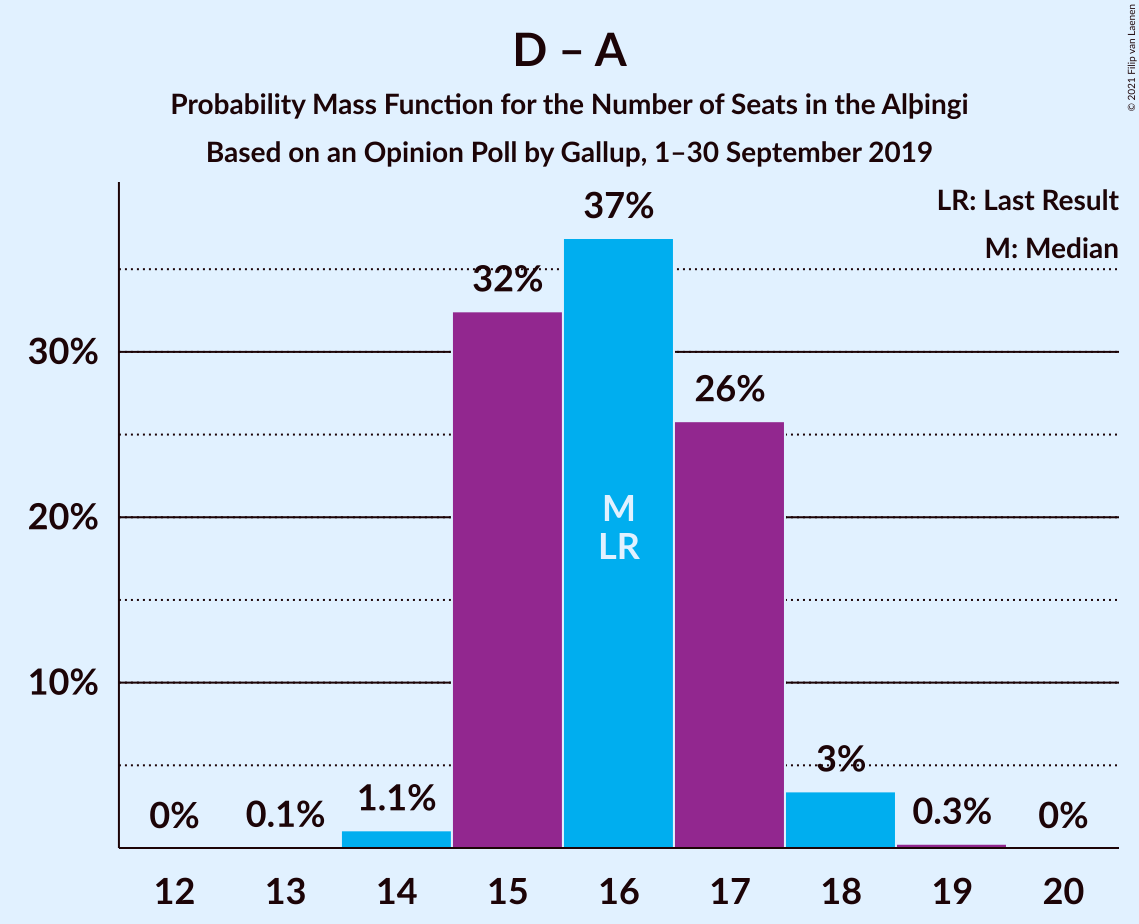 D – A
Probability Mass Function for the Number of Seats in the Alþingi
Based on an Opinion Poll by Gallup, 1–30 September 2019
© 2021 Filip van Laenen
LR: Last Result
M: Median
37%
32%
30%
26%
20%
M
LR
10%
3%
1.1%
0.3%
0.1%
0%
0%
12 13 14 15 16 17 18 19 20